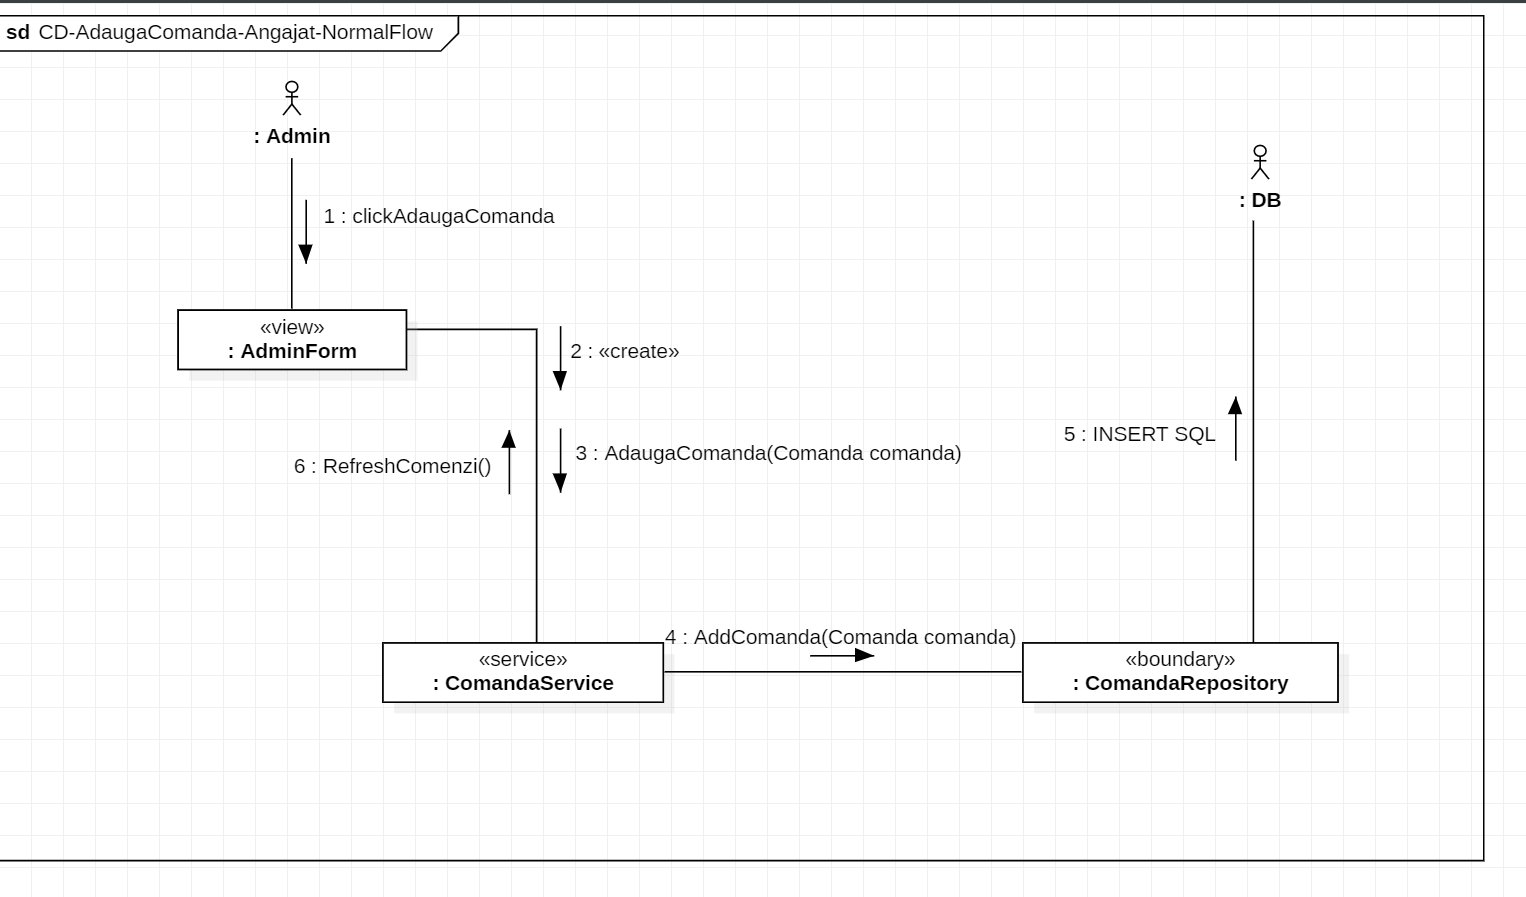 sd CD-AdaugaComanda-Angajat-NormalFlow
: Admin
: DB
1 : clickAdaugaComanda
«view»
: AdminForm
2 : «create»
5 : INSERT SQL
3 : AdaugaComanda(Comanda comanda)
6 : RefreshComenzi()
4 : AddComanda(Comanda comanda)
«service»
: ComandaService
«boundary»
: ComandaRepository